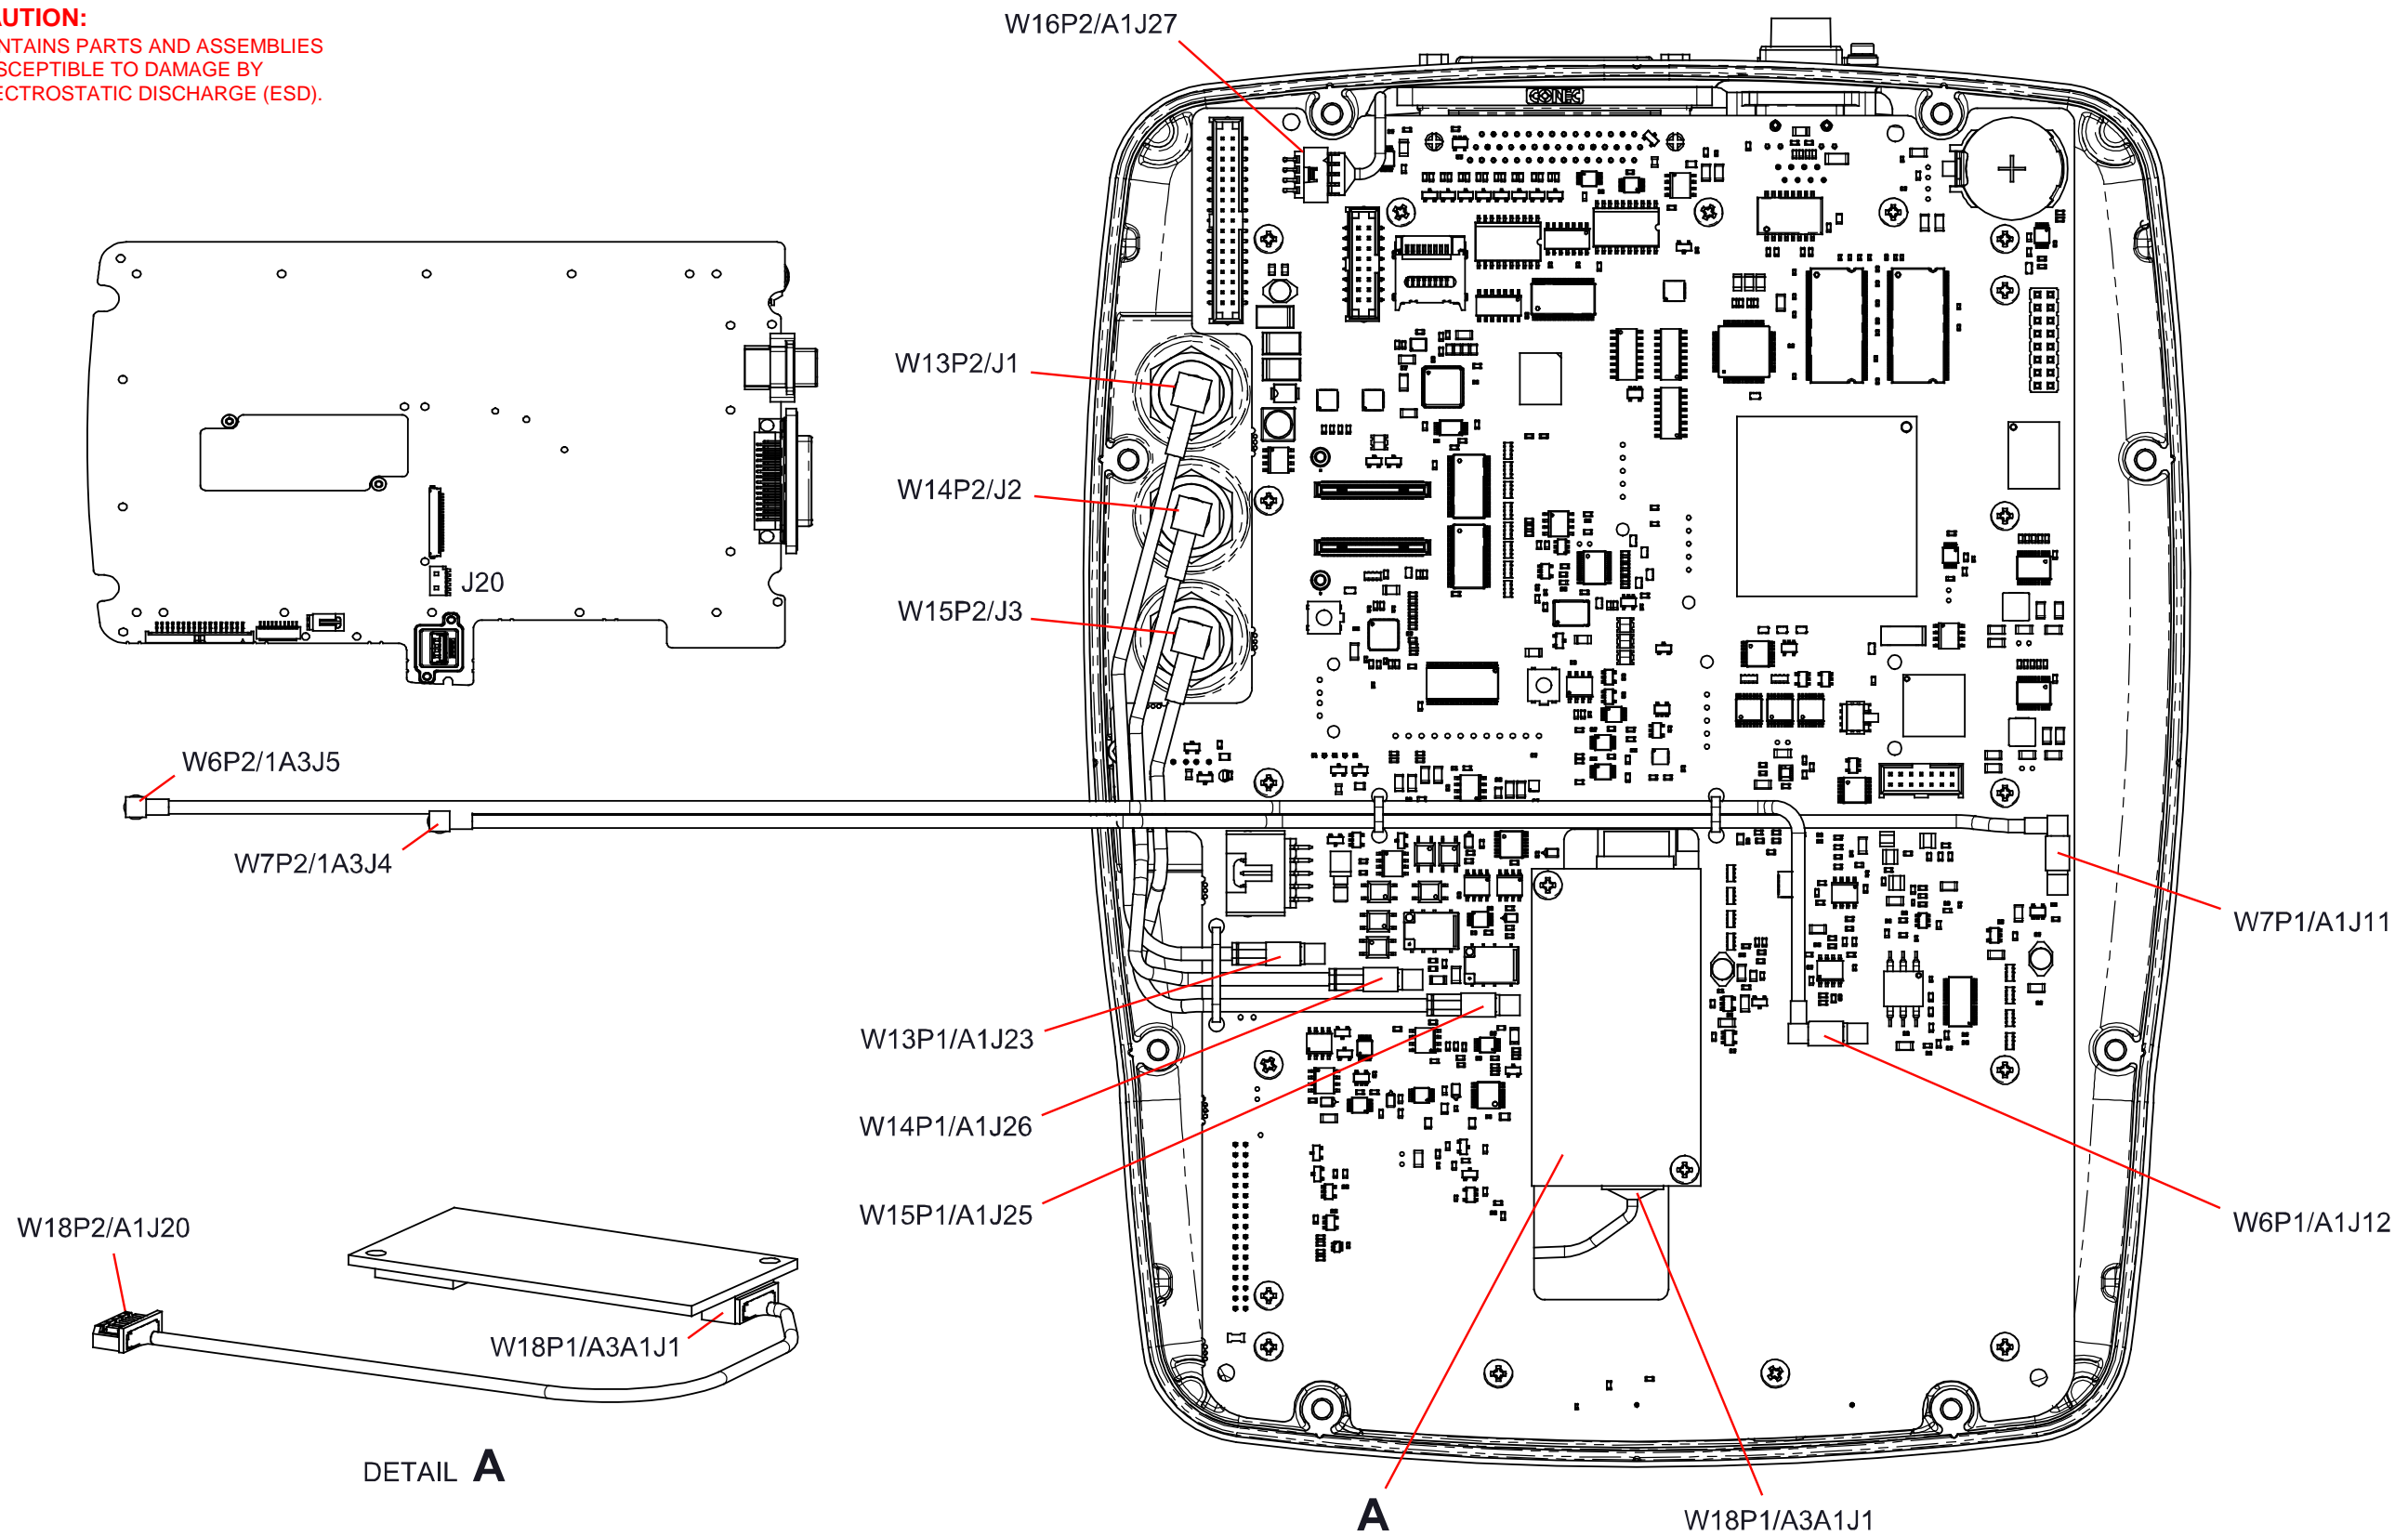 AUTION:
NTAINS PARTS AND ASSEMBLIES
SCEPTIBLE TO DAMAGE BY
ECTROSTATIC DISCHARGE (ESD).
W16P2/A1J27
CONEC
W13P2/J1
W14P2/J2
J20
W15P2/J3
W6P2/1A3J5
W7P2/1A3J4
W7P1/A1J11
W13P1/A1J23
W14P1/A1J26
W15P1/A1J25
W6P1/A1J12
W18P2/A1J20
W18P1/A3A1J1
DETAIL A
A
W18P1/A3A1J1